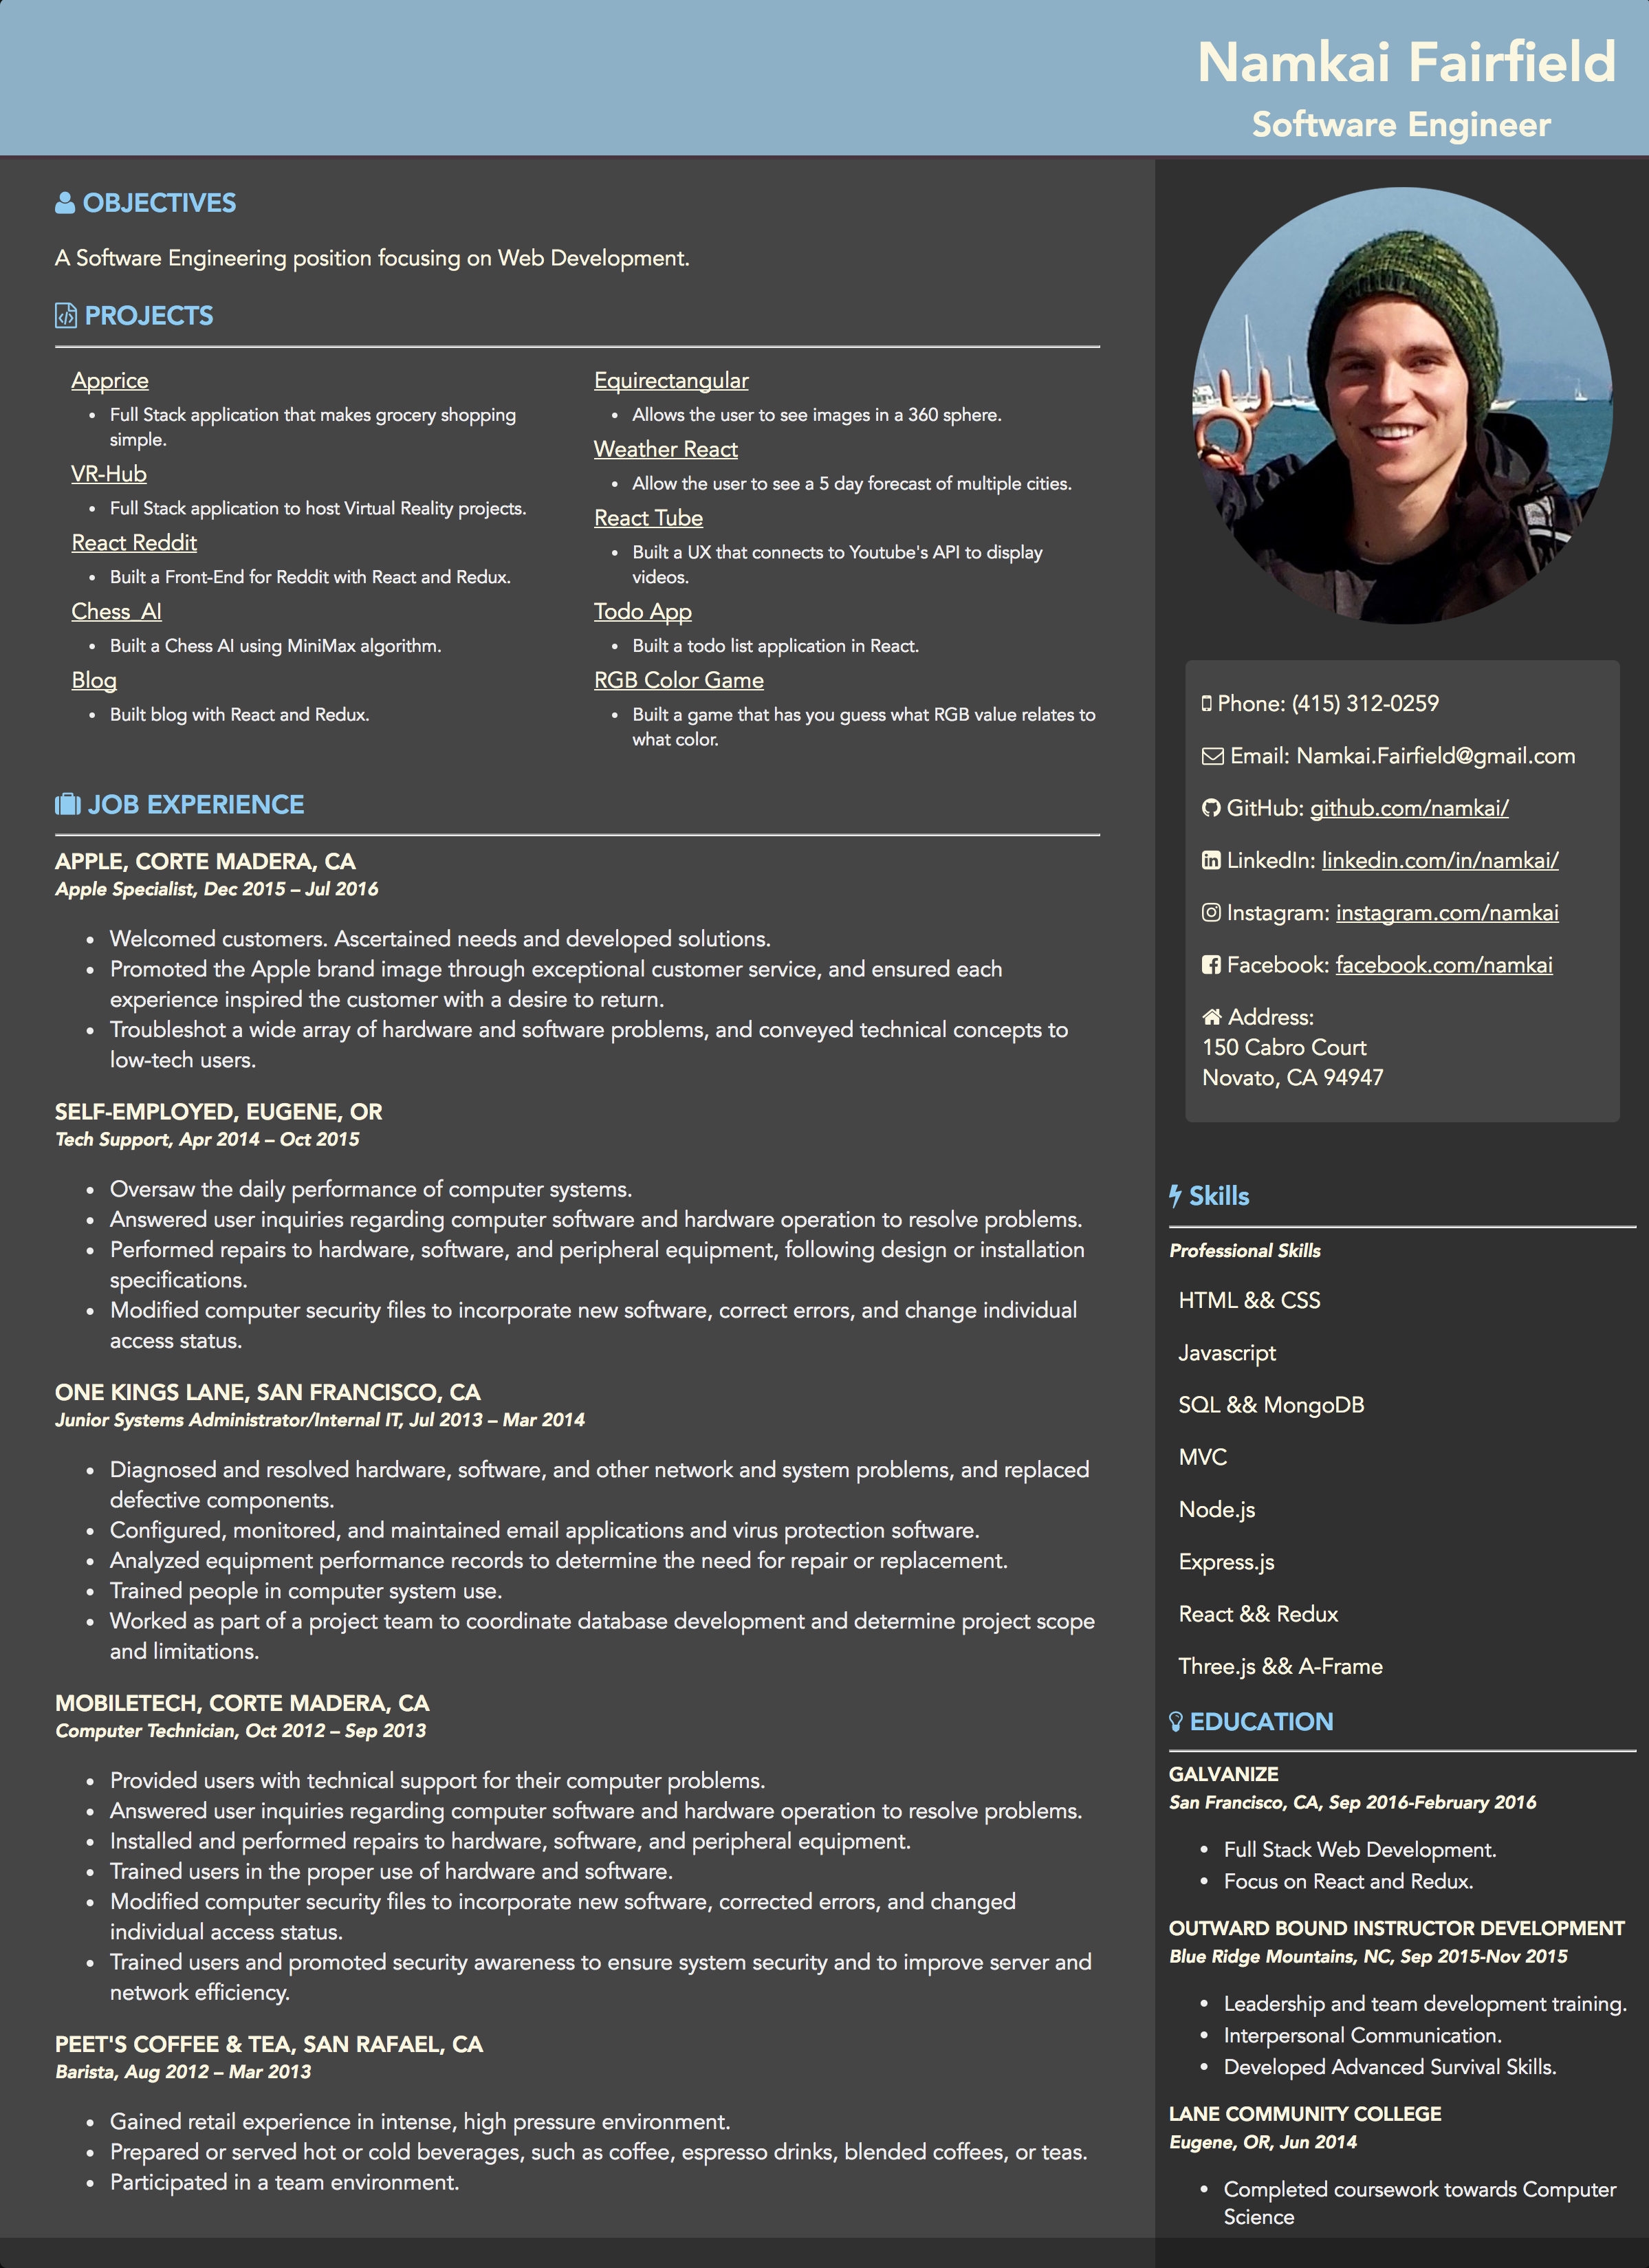 Namkai Fairfield
Software Engineer
OBJECTIVES
A Software Engineering position focusing on Web Development.
PROJECTS
Apprice
• Full Stack application that makes grocery shopping
simple.
VR-Hub
• Full Stack application to host Virtual Reality projects.
React Reddit
• Built a Front-End for Reddit with React and Redux.
Chess_AI
• Built a Chess AI using MiniMax algorithm.
Blog
• Built blog with React and Redux.
Equirectangular
• Allows the user to see images in a 360 sphere.
Weather React
• Allow the user to see a 5 day forecast of multiple cities.
React Tube
• Built a UX that connects to Youtube's API to display
videos.
Todo App
• Built a todo list application in React.
RGB Color Game
• Built a game that has you guess what RGB value relates to
what color.
JOB EXPERIENCE
APPLE, CORTE MADERA, CA
Apple Specialist, Dec 2015 – Jul 2016
• Welcomed customers. Ascertained needs and developed solutions.
• Promoted the Apple brand image through exceptional customer service, and ensured each
experience inspired the customer with a desire to return.
• Troubleshot a wide array of hardware and software problems, and conveyed technical concepts to
low-tech users.
SELF-EMPLOYED, EUGENE, OR
Tech Support, Apr 2014 – Oct 2015
• Oversaw the daily performance of computer systems.
• Answered user inquiries regarding computer software and hardware operation to resolve problems.
• Performed repairs to hardware, software, and peripheral equipment, following design or installation
specifications.
• Modified computer security files to incorporate new software, correct errors, and change individual
access status.
ONE KINGS LANE, SAN FRANCISCO, CA
Junior Systems Administrator/Internal IT, Jul 2013 – Mar 2014
• Diagnosed and resolved hardware, software, and other network and system problems, and replaced
defective components.
• Configured, monitored, and maintained email applications and virus protection software.
• Analyzed equipment performance records to determine the need for repair or replacement.
• Trained people in computer system use.
• Worked as part of a project team to coordinate database development and determine project scope
and limitations.
MOBILETECH, CORTE MADERA, CA
Computer Technician, Oct 2012 – Sep 2013
• Provided users with technical support for their computer problems.
• Answered user inquiries regarding computer software and hardware operation to resolve problems.
• Installed and performed repairs to hardware, software, and peripheral equipment.
• Trained users in the proper use of hardware and software.
• Modified computer security files to incorporate new software, corrected errors, and changed
individual access status.
• Trained users and promoted security awareness to ensure system security and to improve server and
network efficiency.
PEET'S COFFEE & TEA, SAN RAFAEL, CA
Barista, Aug 2012 – Mar 2013
• Gained retail experience in intense, high pressure environment.
• Prepared or served hot or cold beverages, such as coffee, espresso drinks, blended coffees, or teas.
• Participated in a team environment.
Phone: (415) 312-0259
Email: Namkai.Fairfield@gmail.com
GitHub: github.com/namkai/
LinkedIn: linkedin.com/in/namkai/
Instagram: instagram.com/namkai
Facebook: facebook.com/namkai
Address:
150 Cabro Court
Novato, CA 94947
Skills
Professional Skills
HTML && CSS
Javascript
SQL && MongoDB
MVC
Node.js
Express.js
React && Redux
Three.js && A-Frame
EDUCATION
GALVANIZE
San Francisco, CA, Sep 2016-February 2016
• Full Stack Web Development.
• Focus on React and Redux.
OUTWARD BOUND INSTRUCTOR DEVELOPMENT
Blue Ridge Mountains, NC, Sep 2015-Nov 2015
• Leadership and team development training.
• Interpersonal Communication.
• Developed Advanced Survival Skills.
LANE COMMUNITY COLLEGE
Eugene, OR, Jun 2014
• Completed coursework towards Computer
Science